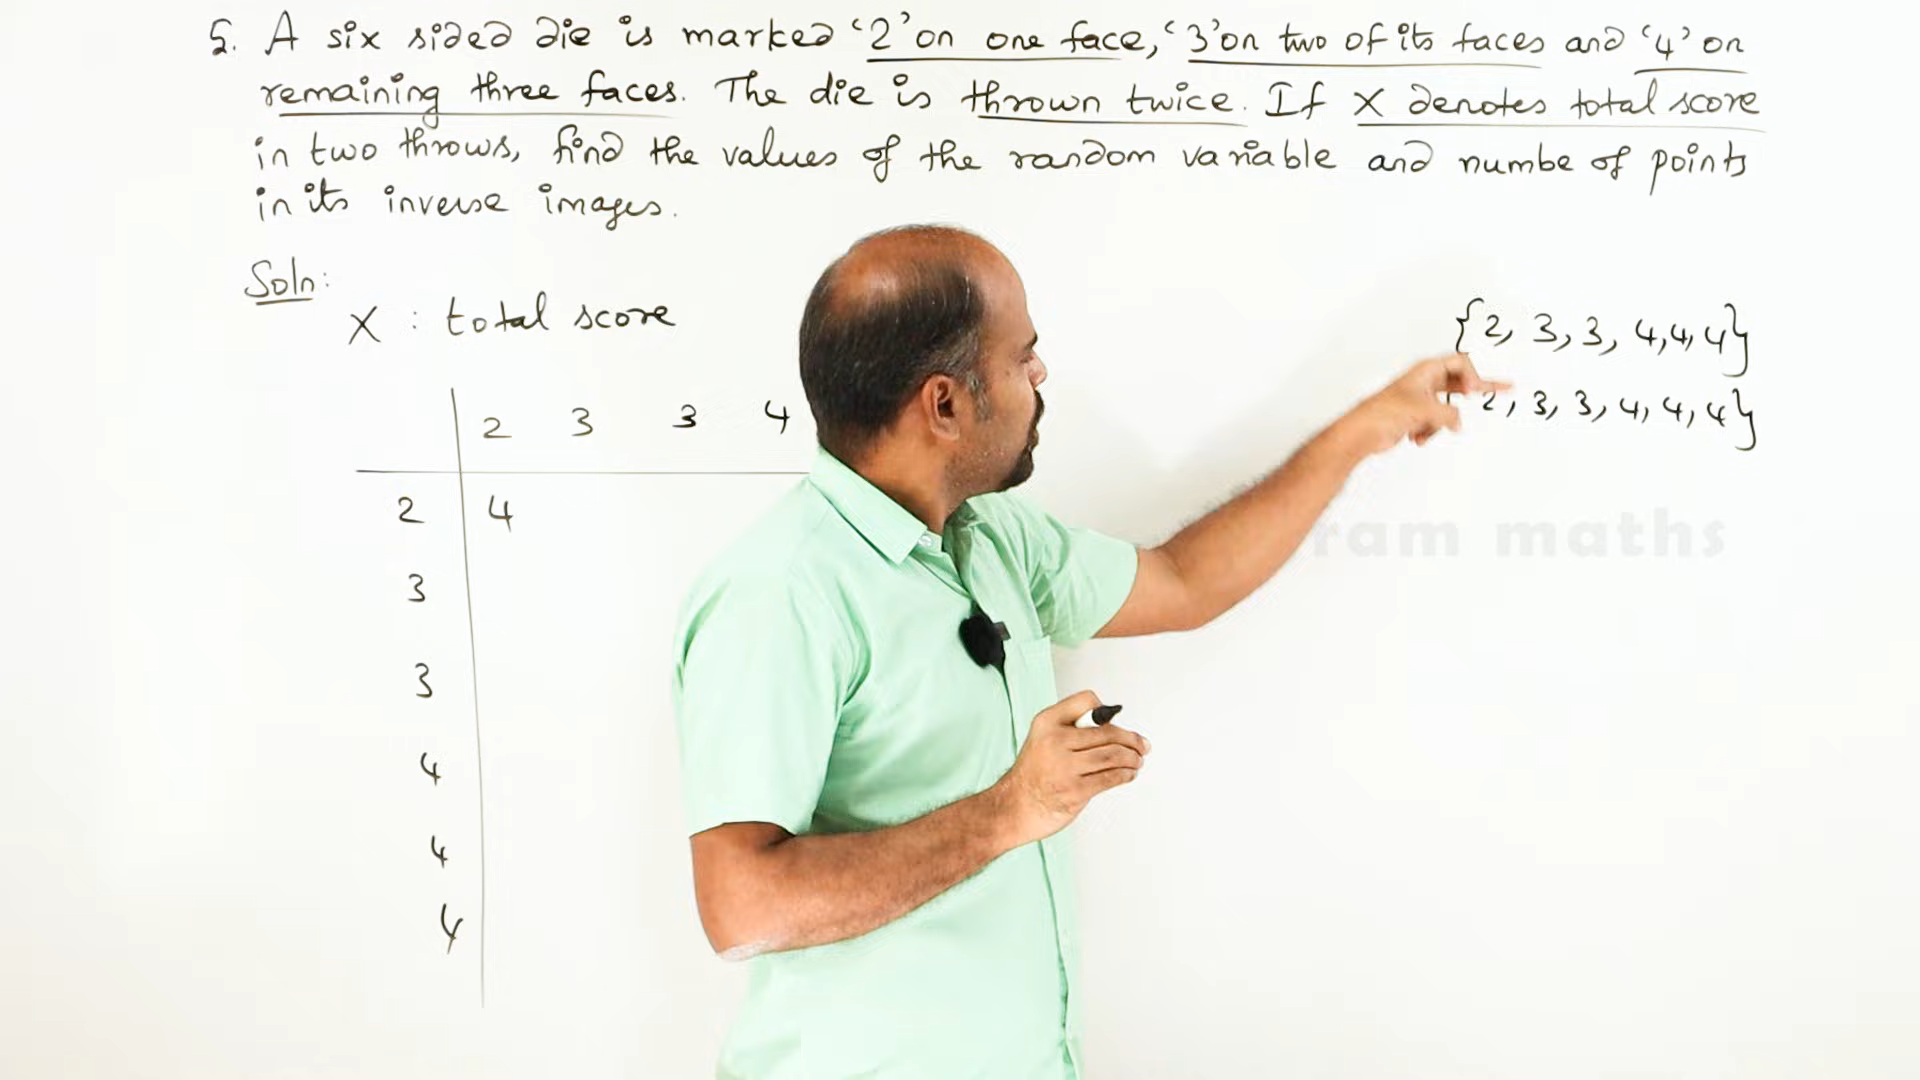 5. A six sided die is marked ‘2’ on one face, ‘3’ on two of its faces and ‘4’ on
remaining three faces. The die is thrown twice. If X denotes total score
in two throws, find the values of the random variable and numbe of points
in its inverse images.
Soln:
X : total score
{2, 3, 3, 4, 4, 4}
2, 3, 3, 4, 4, 4}
2 3 3 4
2 4
3
3
4
4
4
ram maths